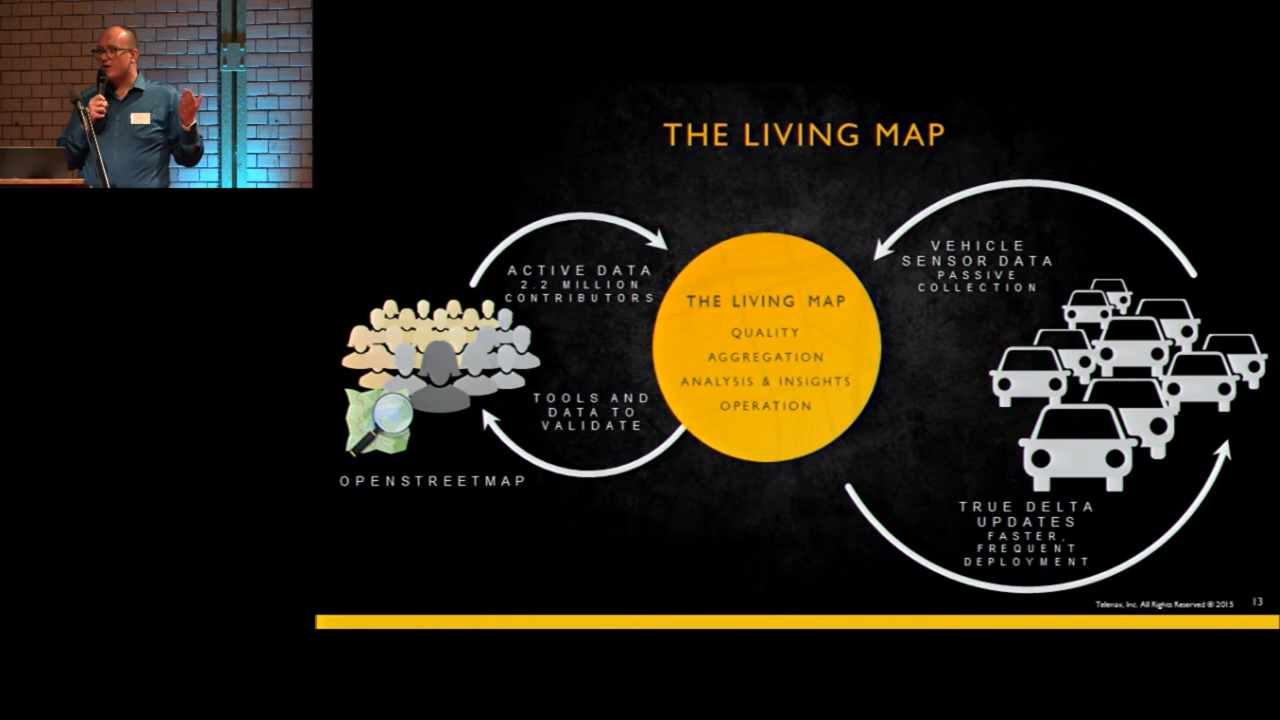 THE LIVING MAP
ACTIVE DATA
2.2 MILLION
CONTRIBUTORS
TOOLS AND
DATA TO
VALIDATE
OPENSTREETMAP
THE LIVING MAP
QUALITY
AGGREGATION
ANALYSIS & INSIGHTS
OPERATION
VEHICLE
SENSOR DATA
PASSIVE
COLLECTION
TRUE DELTA
UPDATES
FASTER,
FREQUENT
DEPLOYMENT
Telenav, Inc. All Rights Reserved ® 2015
13